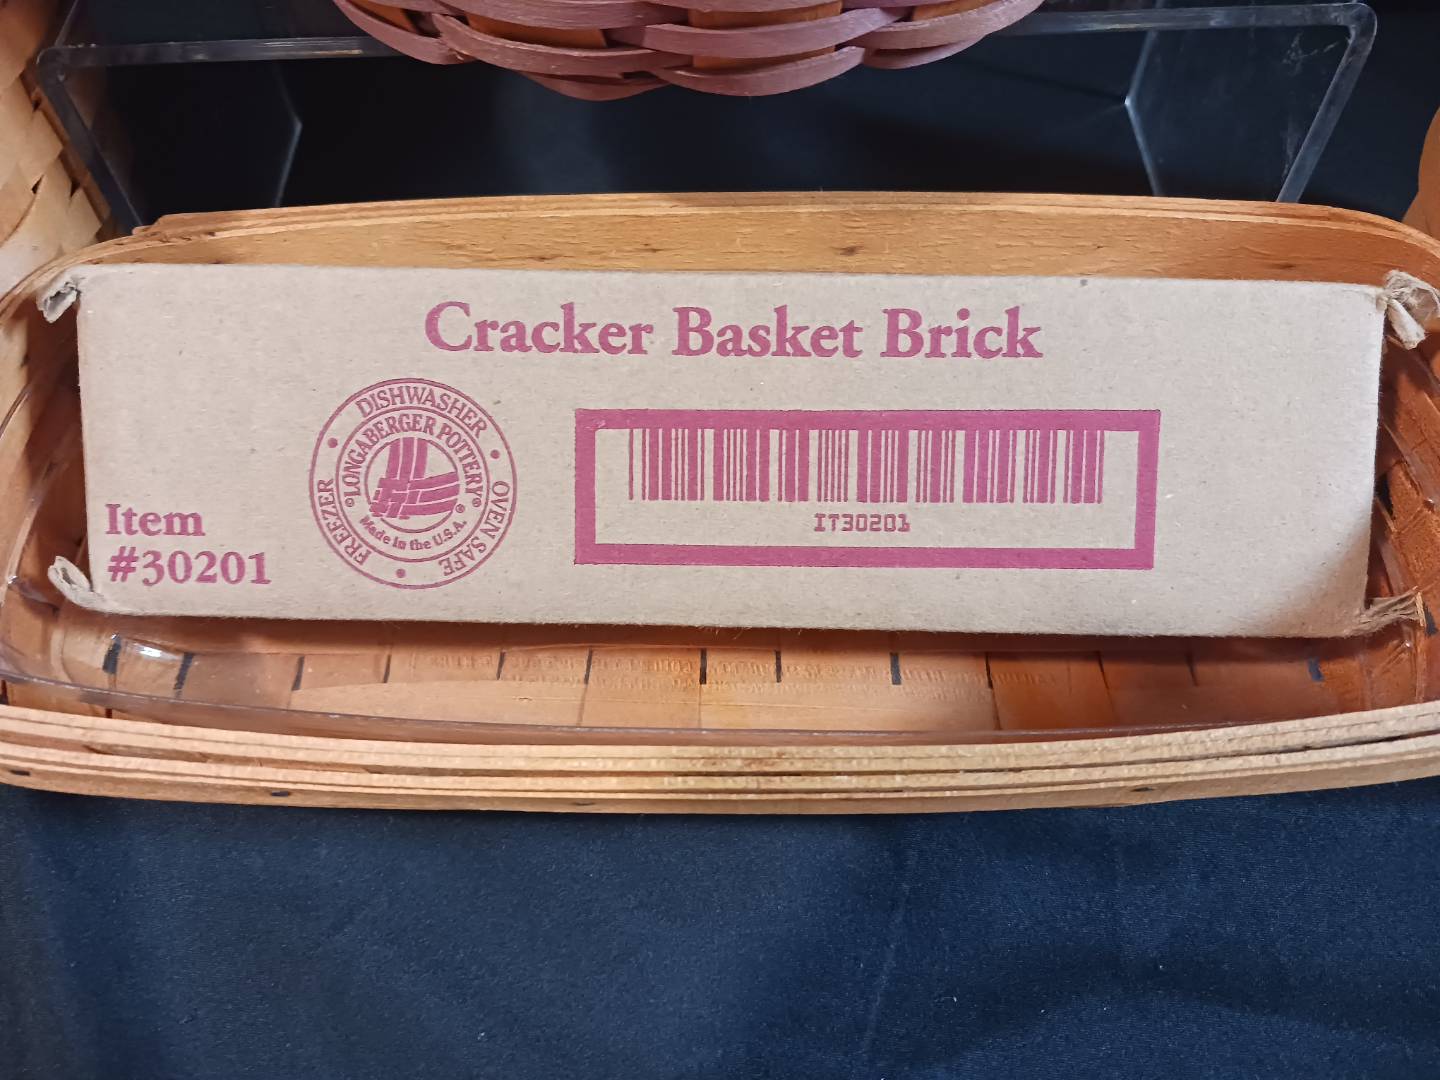 Cracker Basket Brick
DISHWASHER
OVEN SAFE
FREEZER
LONGABERGER POTTERY
Made in the U.S.A.
Item
#30201
IT30201